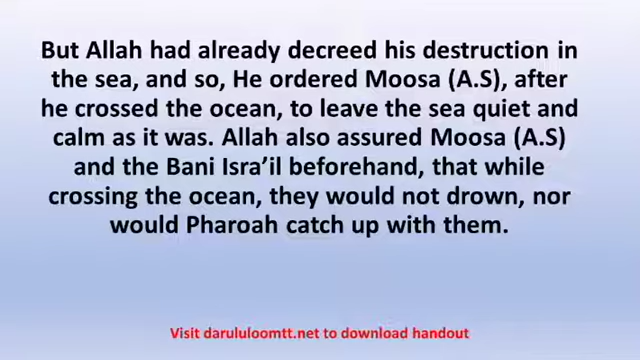 But Allah had already decreed his destruction in
the sea, and so, He ordered Moosa (A.S), after
he crossed the ocean, to leave the sea quiet and
calm as it was. Allah also assured Moosa (A.S)
and the Bani Isra’il beforehand, that while
crossing the ocean, they would not drown, nor
would Pharoah catch up with them.
Visit darululoomtt.net to download handout